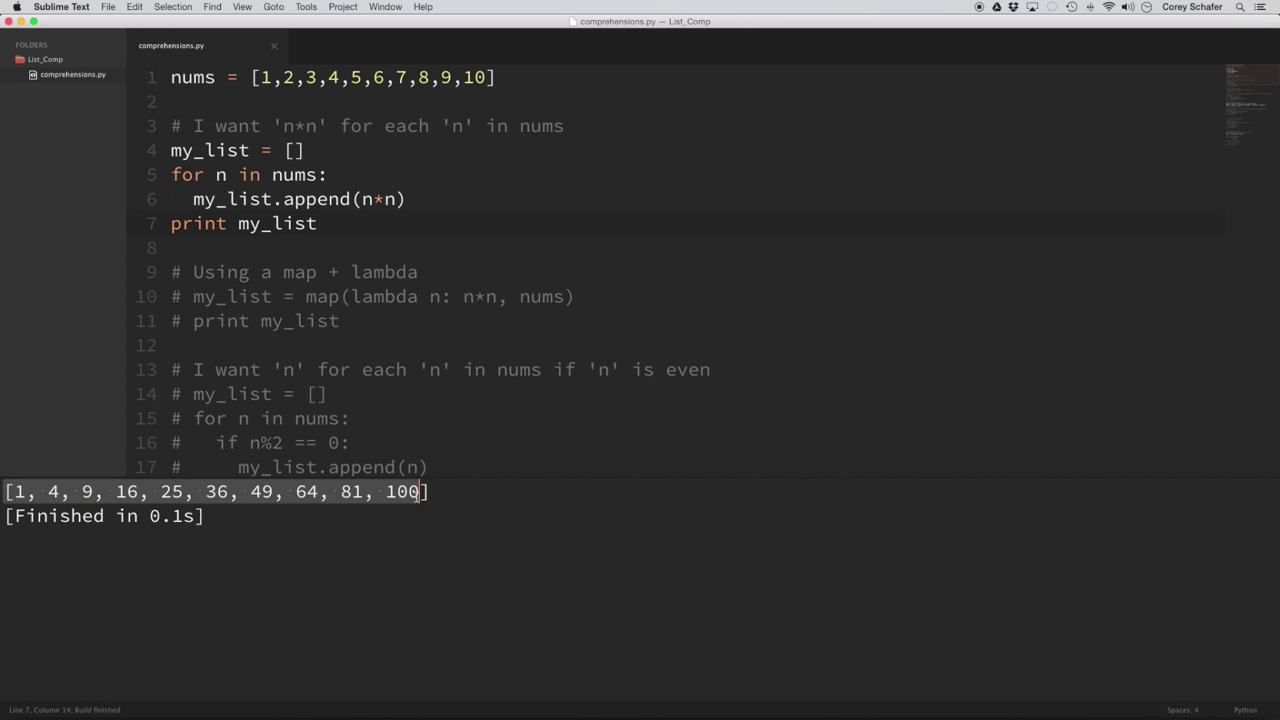 Sublime Text File Edit Selection Find View Goto Tools Project Window Help Corey Schafer
comprehensions.py — List_Comp
FOLDERS
List_Comp
comprehensions.py
comprehensions.py
1 nums = [1,2,3,4,5,6,7,8,9,10]
2
3 # I want 'n*n' for each 'n' in nums
4 my_list = []
5 for n in nums:
6 my_list.append(n*n)
7 print my_list
8
9 # Using a map + lambda
10 # my_list = map(lambda n: n*n, nums)
11 # print my_list
12
13 # I want 'n' for each 'n' in nums if 'n' is even
14 # my_list = []
15 # for n in nums:
16 # if n%2 == 0:
17 # my_list.append(n)
[1, 4, 9, 16, 25, 36, 49, 64, 81, 100]
[Finished in 0.1s]
Line 7, Column 14: Build finished Spaces: 4 Python